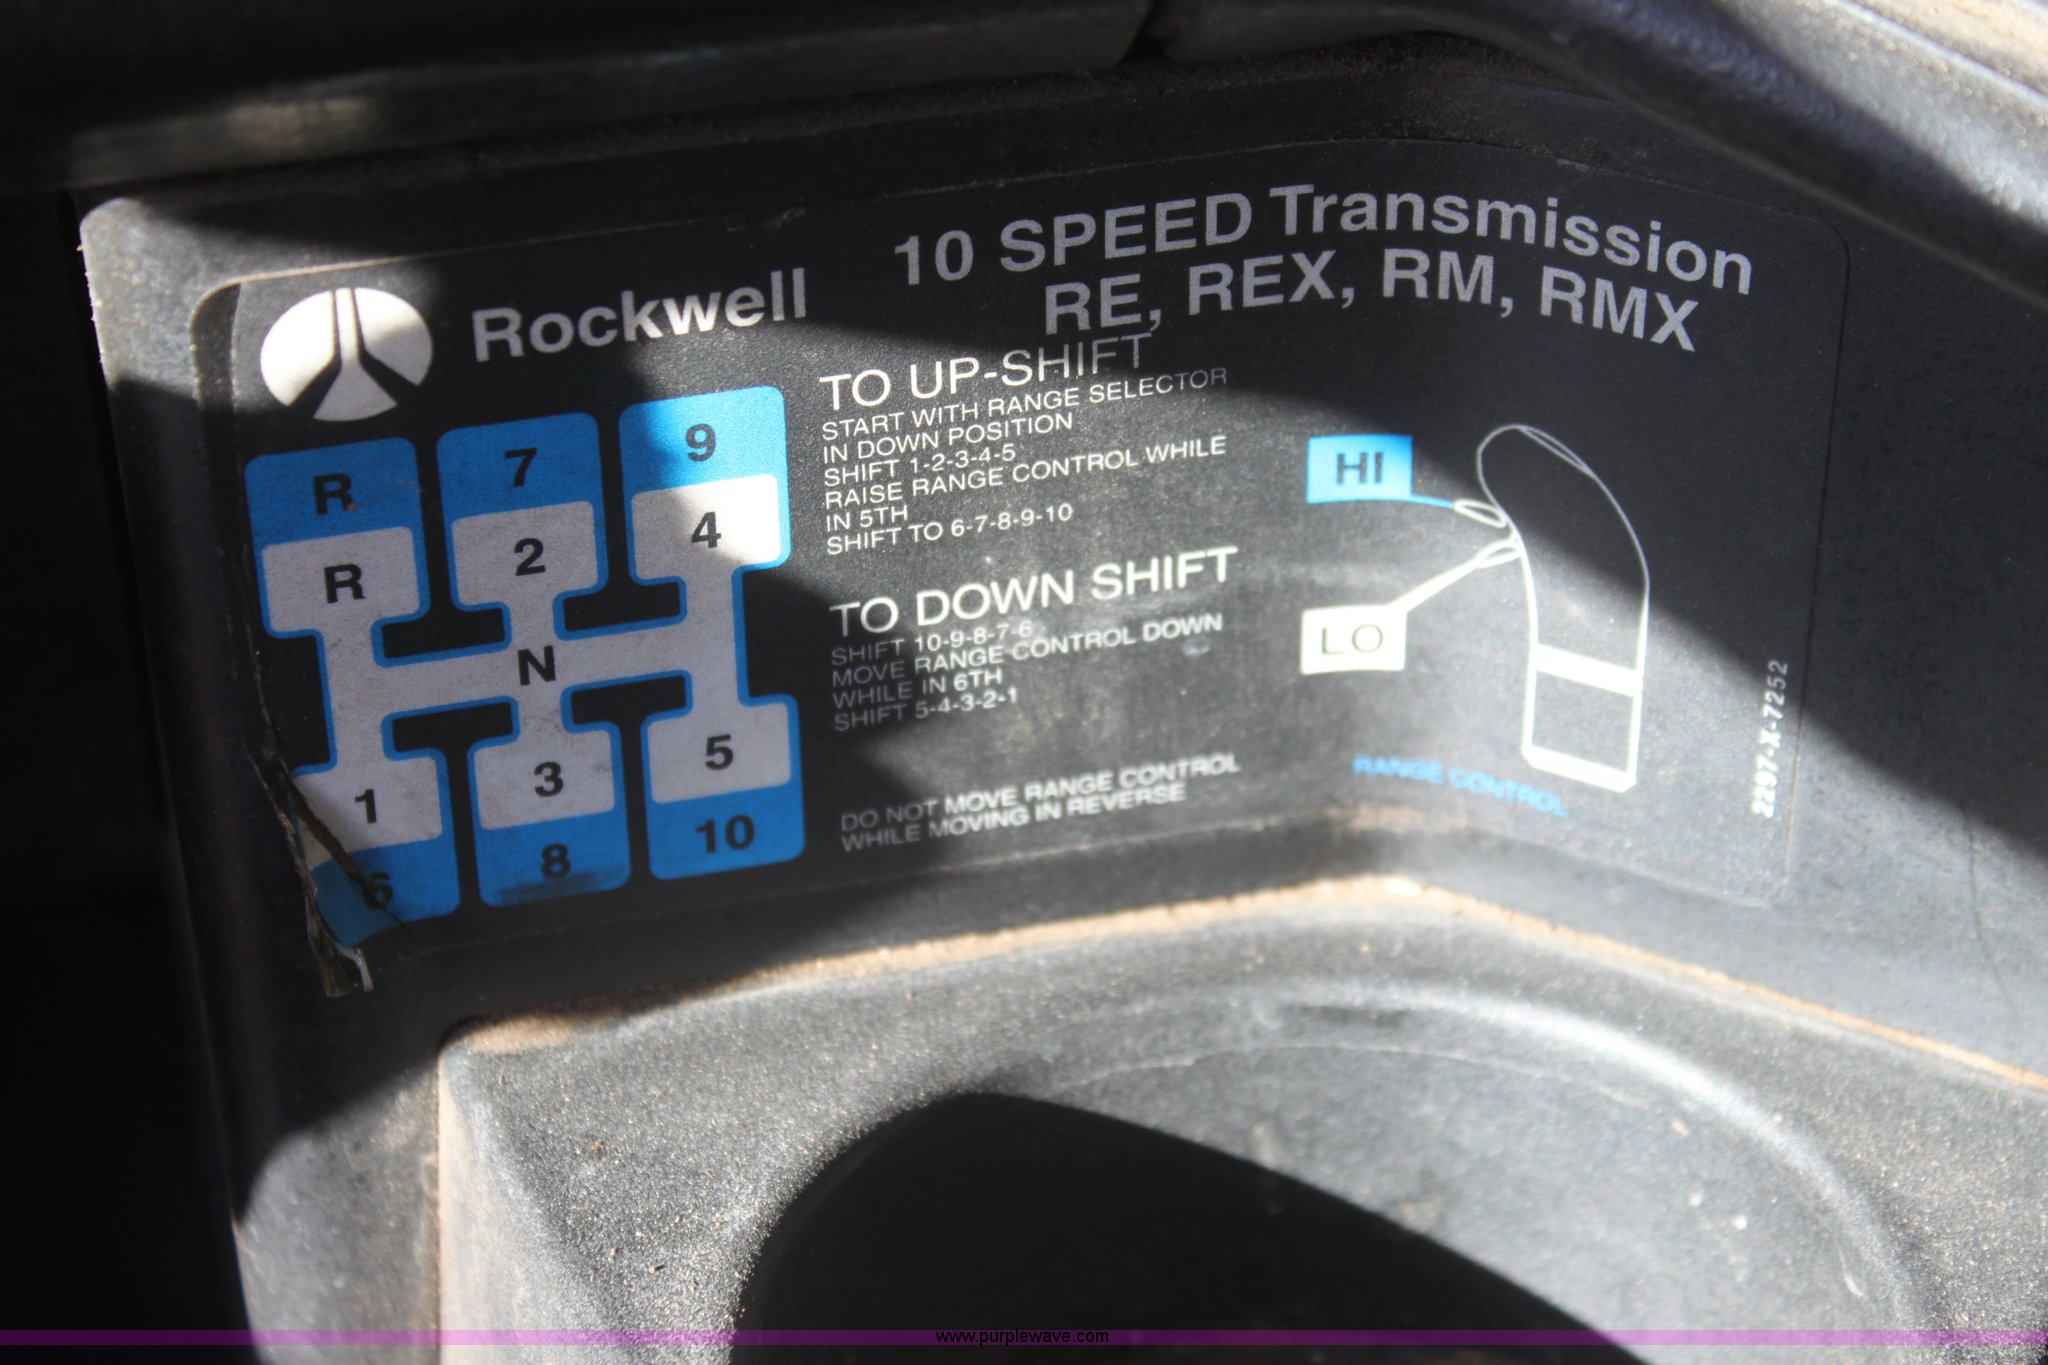 Rockwell
10 SPEED Transmission
RE, REX, RM, RMX
R 7 9
R 2 4
N
1 3 5
6 8 10
TO UP-SHIFT
START WITH RANGE SELECTOR
IN DOWN POSITION
SHIFT 1-2-3-4-5
RAISE RANGE CONTROL WHILE
IN 5TH
SHIFT TO 6-7-8-9-10
TO DOWN SHIFT
SHIFT 10-9-8-7-6
MOVE RANGE CONTROL DOWN
WHILE IN 6TH
SHIFT 5-4-3-2-1
DO NOT MOVE RANGE CONTROL
WHILE MOVING IN REVERSE
HI
LO
RANGE CONTROL
2297-X-7252
www.purplewave.com